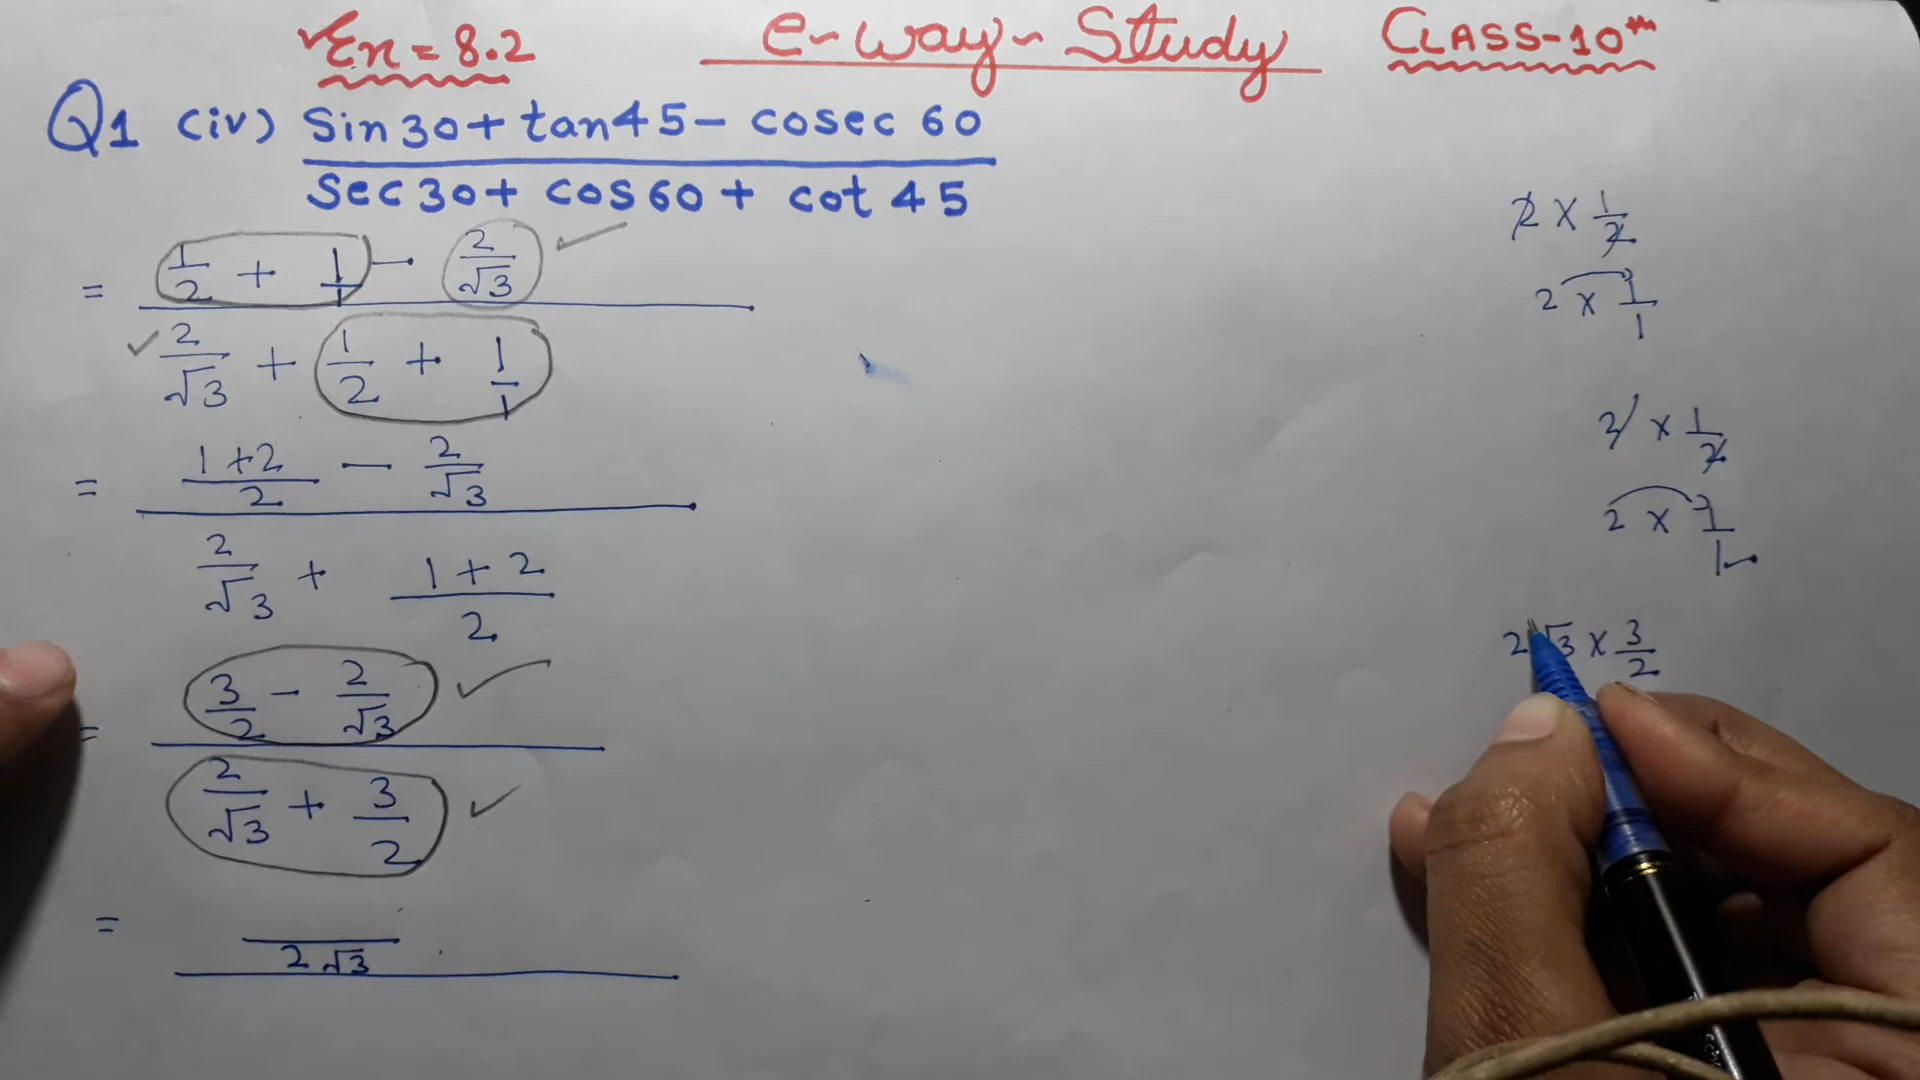 Ex = 8.2 e-way-Study CLASS-10th
Q1 (iv) Sin 30 + tan 45 - cosec 60
Sec 30 + cos 60 + cot 45
= 1/2 + 1/1 - 2/√3
2/√3 + 1/2 + 1/1
= 1+2/2 - 2/√3
2/√3 + 1+2/2
= 3/2 - 2/√3
2/√3 + 3/2
=
2√3
2 × 1/2
2 × 1/1
2 × 1/2
2 × 1/1
2√3 × 3/2